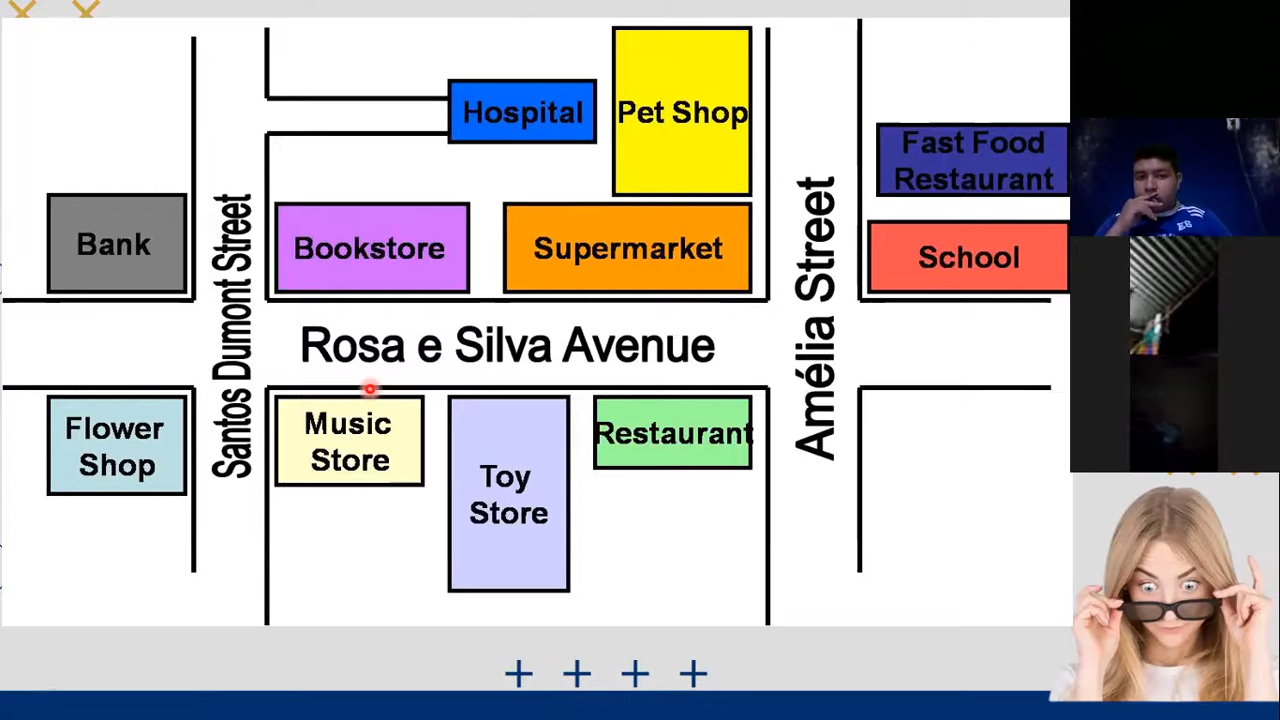 Hospital
Pet Shop
Fast Food
Restaurant
Bank
Santos Dumont Street
Bookstore
Supermarket
Amélia Street
School
Rosa e Silva Avenue
Flower
Shop
Music
Store
Toy
Store
Restaurant